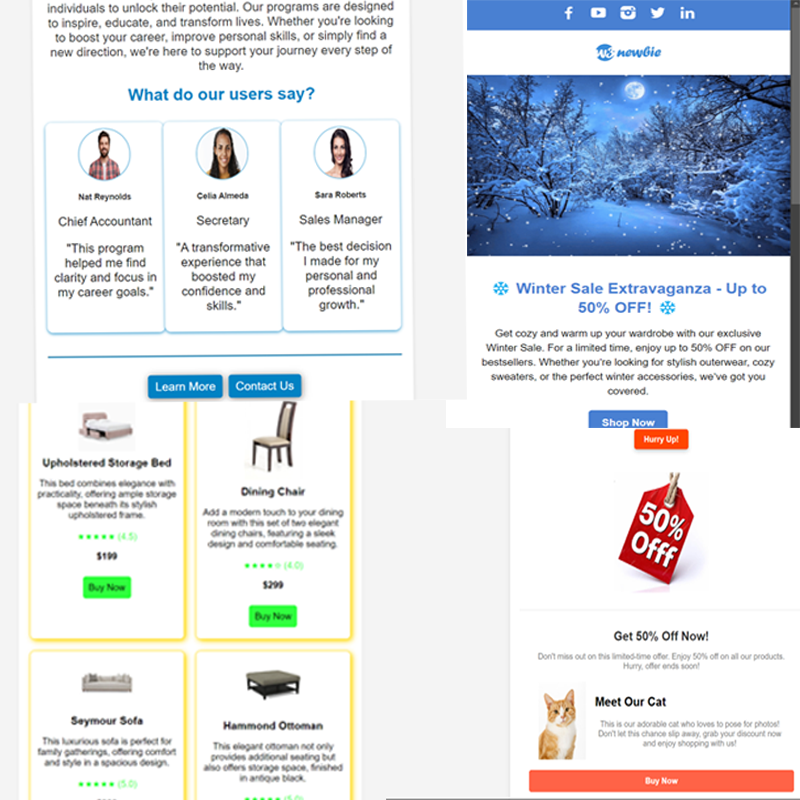 individuals to unlock their potential. Our programs are designed
to inspire, educate, and transform lives. Whether you're looking
to boost your career, improve personal skills, or simply find a
new direction, we're here to support your journey every step of
the way.
What do our users say?
Nat Reynolds
Chief Accountant
"This program
helped me find
clarity and focus in
my career goals."
Celia Almeda
Secretary
"A transformative
experience that
boosted my
confidence and
skills."
Sara Roberts
Sales Manager
"The best decision
I made for my
personal and
professional
growth."
Learn More
Contact Us
W3 newbie
❄ Winter Sale Extravaganza - Up to
50% OFF! ❄
Get cozy and warm up your wardrobe with our exclusive
Winter Sale. For a limited time, enjoy up to 50% OFF on our
bestsellers. Whether you're looking for stylish outerwear, cozy
sweaters, or the perfect winter accessories, we've got you
covered.
Shop Now
Upholstered Storage Bed
This bed combines elegance with
practicality, offering ample storage
space beneath its stylish
upholstered frame.
★★★★★ (4.5)
$199
Buy Now
Dining Chair
Add a modern touch to your dining
room with this set of two elegant
dining chairs, featuring a sleek
design and comfortable seating.
★★★★☆ (4.0)
$299
Buy Now
Seymour Sofa
This luxurious sofa is perfect for
family gatherings, offering comfort
and style in a spacious design.
★★★★★ (5.0)
Hammond Ottoman
This elegant ottoman not only
provides additional seating but
also offers storage space, finished
in antique black.
★★★★★ (5.0)
Hurry Up!
50%
Offf
Get 50% Off Now!
Don't miss out on this limited-time offer. Enjoy 50% off on all our products.
Hurry, offer ends soon!
Meet Our Cat
This is our adorable cat who loves to pose for photos!
Don't let this chance slip away, grab your discount now
and enjoy shopping with us!
Buy Now